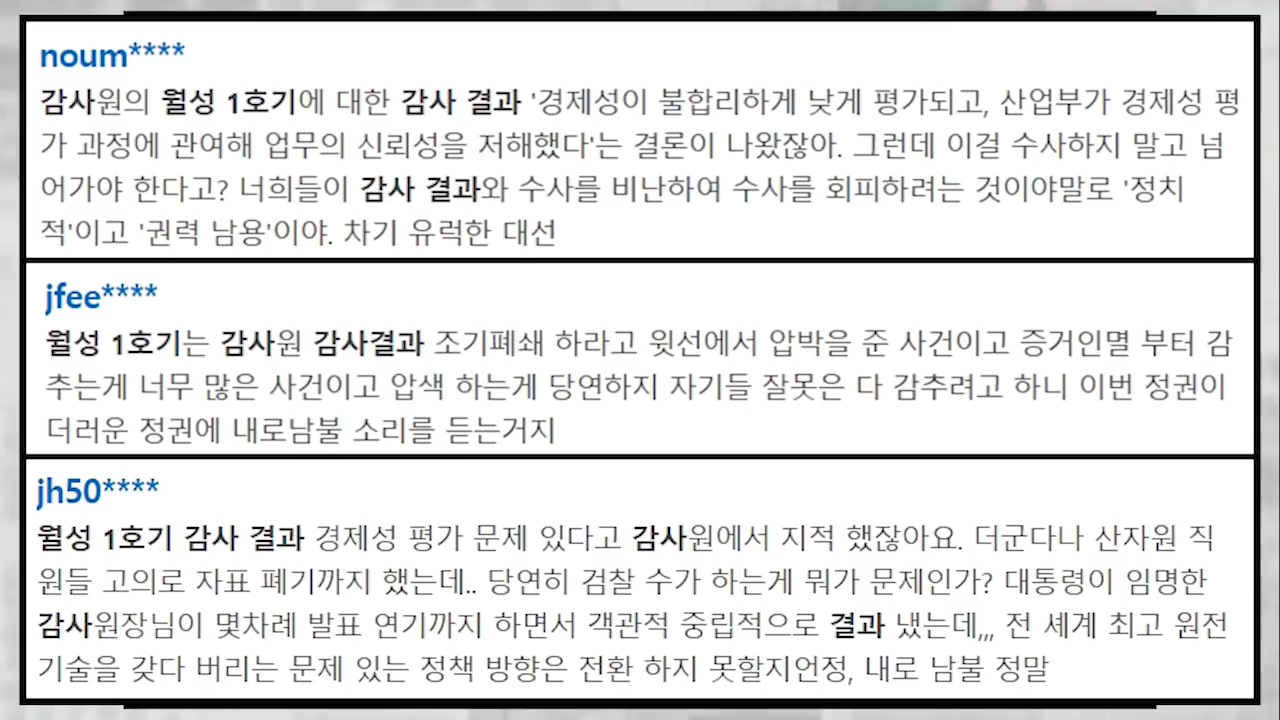 noum****
감사원의 월성 1호기에 대한 감사 결과 '경제성이 불합리하게 낮게 평가되고, 산업부가 경제성 평
가 과정에 관여해 업무의 신뢰성을 저해했다'는 결론이 나왔잖아. 그런데 이걸 수사하지 말고 넘
어가야 한다고? 너희들이 감사 결과와 수사를 비난하여 수사를 회피하려는 것이야말로 '정치
적'이고 '권력 남용'이야. 차기 유력한 대선
jfee****
월성 1호기는 감사원 감사결과 조기폐쇄 하라고 윗선에서 압박을 준 사건이고 증거인멸 부터 감
추는게 너무 많은 사건이고 압색 하는게 당연하지 자기들 잘못은 다 감추려고 하니 이번 정권이
더러운 정권에 내로남불 소리를 듣는거지
jh50****
월성 1호기 감사 결과 경제성 평가 문제 있다고 감사원에서 지적 했잖아요. 더군다나 산자원 직
원들 고의로 자표 폐기까지 했는데.. 당연히 검찰 수가 하는게 뭐가 문제인가? 대통령이 임명한
감사원장님이 몇차례 발표 연기까지 하면서 객관적 중립적으로 결과 냈는데,,, 전 세계 최고 원전
기술을 갖다 버리는 문제 있는 정책 방향은 전환 하지 못할지언정, 내로 남불 정말